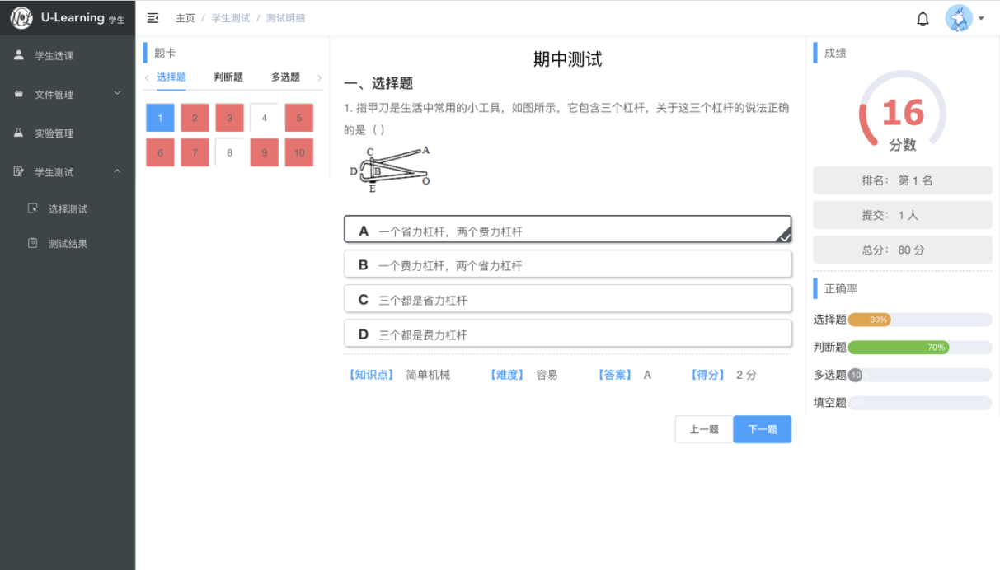 U-Learning 学生
主页 / 学生测试 / 测试明细
学生选课
文件管理
实验管理
学生测试
选择测试
测试结果
题卡
选择题 判断题 多选题
1 2 3 4 5
6 7 8 9 10
期中测试
一、选择题
1. 指甲刀是生活中常用的小工具，如图所示，它包含三个杠杆，关于这三个杠杆的说法正确
的是（ ）
C A
D B
E O
A 一个省力杠杆，两个费力杠杆
B 一个费力杠杆，两个省力杠杆
C 三个都是省力杠杆
D 三个都是费力杠杆
【知识点】 简单机械 【难度】 容易 【答案】 A 【得分】 2 分
上一题 下一题
成绩
16
分数
排名： 第 1 名
提交： 1 人
总分： 80 分
正确率
选择题 30%
判断题 70%
多选题 10
填空题 0%